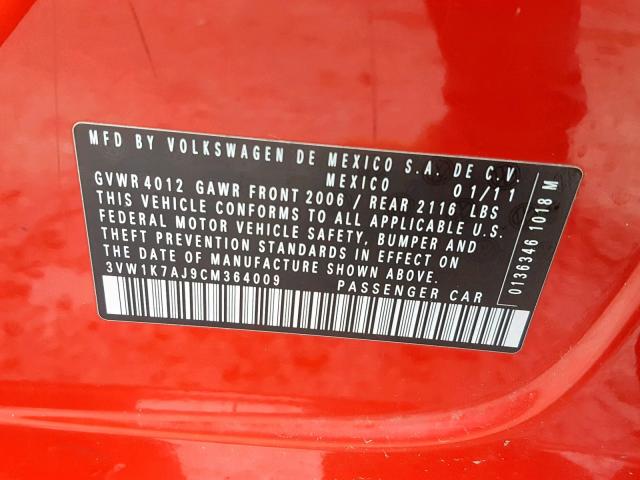 MFD BY VOLKSWAGEN DE MEXICO S.A. DE C.V.
MEXICO 01/11
GVWR 4012 GAWR FRONT 2006 / REAR 2116 LBS
THIS VEHICLE CONFORMS TO ALL APPLICABLE U.S.
FEDERAL MOTOR VEHICLE SAFETY, BUMPER AND
THEFT PREVENTION STANDARDS IN EFFECT ON
THE DATE OF MANUFACTURE SHOWN ABOVE.
3VW1K7AJ9CM364009 PASSENGER CAR
0136346 1018 M